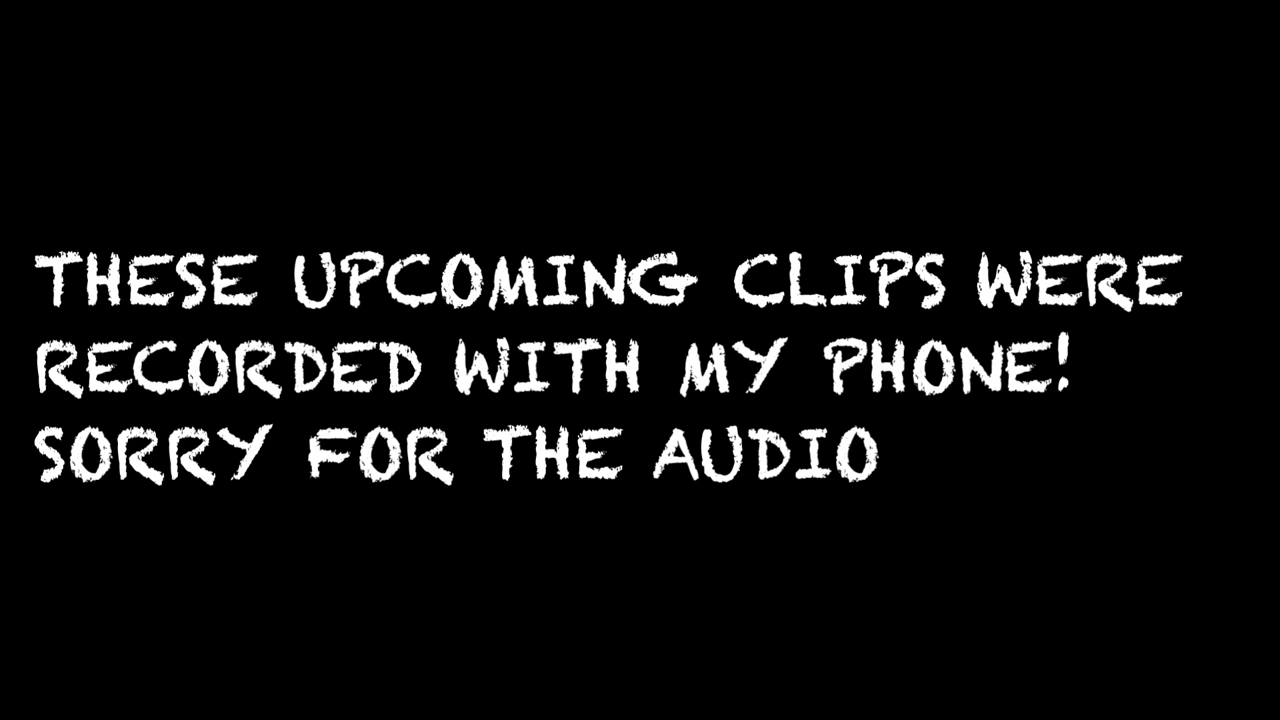 THESE UPCOMING CLIPS WERE
RECORDED WITH MY PHONE!
SORRY FOR THE AUDIO